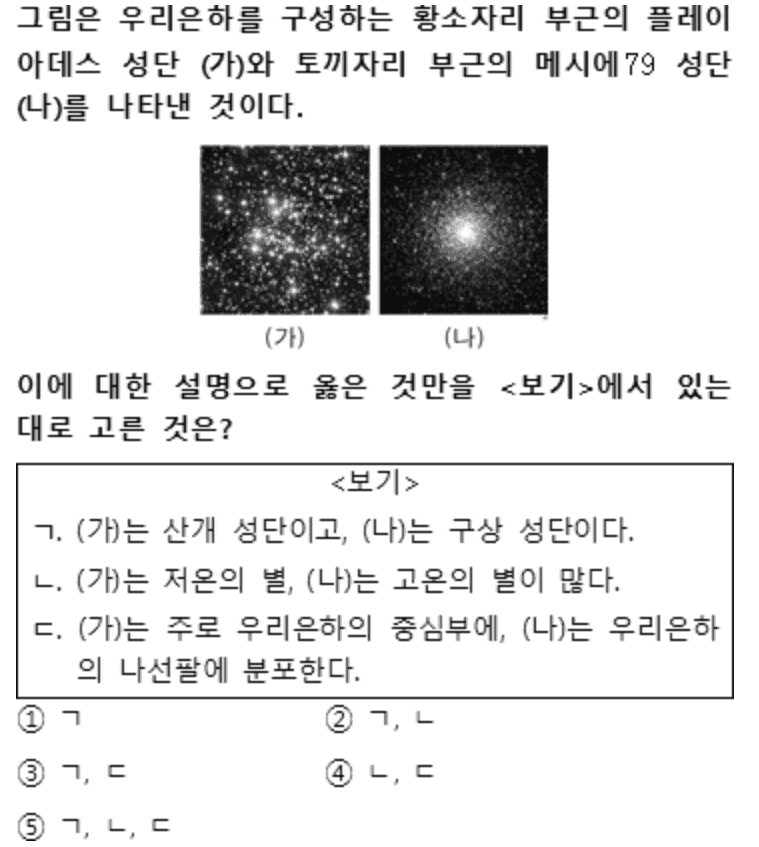 그림은 우리은하를 구성하는 황소자리 부근의 플레이
아데스 성단 (가)와 토끼자리 부근의 메시에79 성단
(나)를 나타낸 것이다.
(가)
(나)
이에 대한 설명으로 옳은 것만을 <보기>에서 있는
대로 고른 것은?
<보기>
ㄱ. (가)는 산개 성단이고, (나)는 구상 성단이다.
ㄴ. (가)는 저온의 별, (나)는 고온의 별이 많다.
ㄷ. (가)는 주로 우리은하의 중심부에, (나)는 우리은하
의 나선팔에 분포한다.
① ㄱ ② ㄱ, ㄴ
③ ㄱ, ㄷ ④ ㄴ, ㄷ
⑤ ㄱ, ㄴ, ㄷ